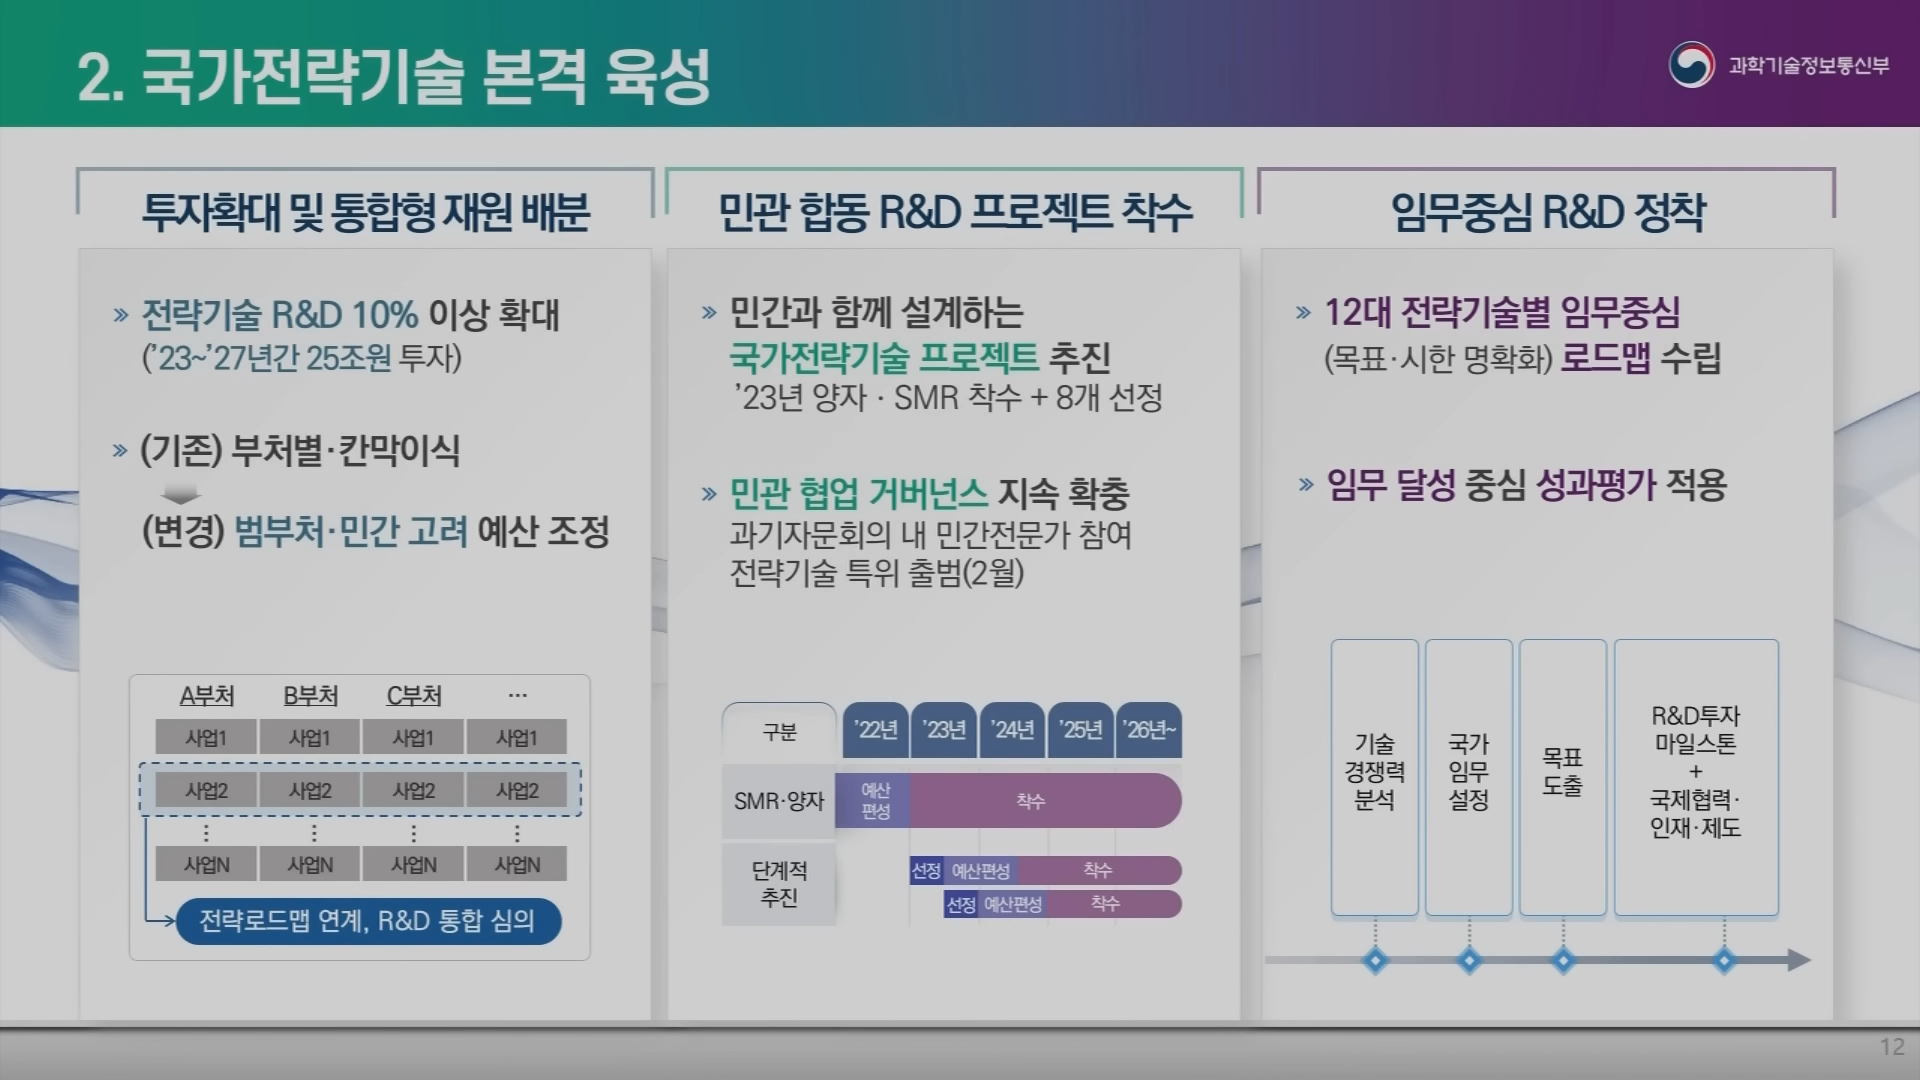 2. 국가전략기술 본격 육성
과학기술정보통신부
투자확대 및 통합형 재원 배분
» 전략기술 R&D 10% 이상 확대
(’23~’27년간 25조원 투자)
» (기존) 부처별·칸막이식
(변경) 범부처·민간 고려 예산 조정
A부처 B부처 C부처 ···
사업1 사업1 사업1 사업1
사업2 사업2 사업2 사업2
⋮ ⋮ ⋮ ⋮
사업N 사업N 사업N 사업N
전략로드맵 연계, R&D 통합 심의
민관 합동 R&D 프로젝트 착수
» 민간과 함께 설계하는
국가전략기술 프로젝트 추진
’23년 양자 · SMR 착수 + 8개 선정
» 민관 협업 거버넌스 지속 확충
과기자문회의 내 민간전문가 참여
전략기술 특위 출범(2월)
구분 ’22년 ’23년 ’24년 ’25년 ’26년~
SMR·양자 예산 착수
편성
단계적 선정 예산편성 착수
추진 선정 예산편성 착수
임무중심 R&D 정착
» 12대 전략기술별 임무중심
(목표·시한 명확화) 로드맵 수립
» 임무 달성 중심 성과평가 적용
기술
경쟁력
분석
국가
임무
설정
목표
도출
R&D투자
마일스톤
+
국제협력·
인재·제도
12